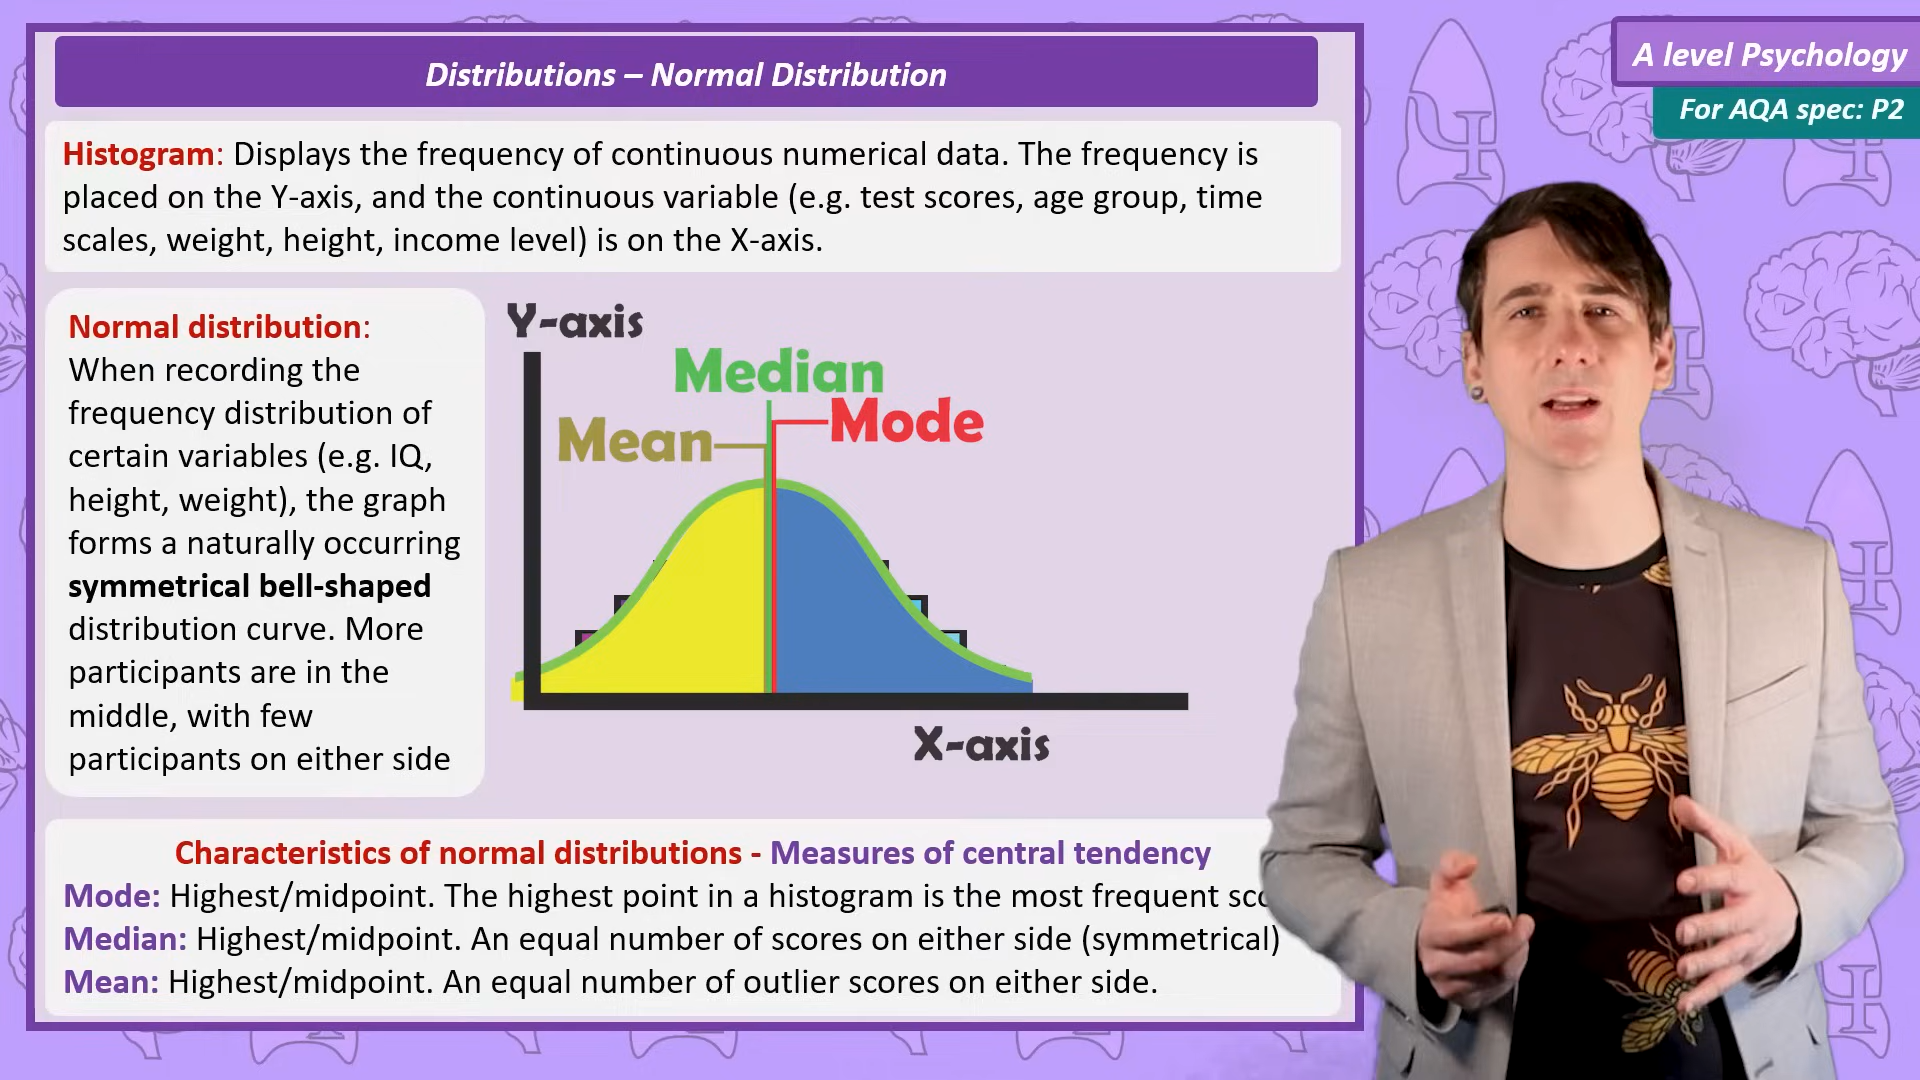 Distributions – Normal Distribution
A level Psychology
For AQA spec: P2
Histogram: Displays the frequency of continuous numerical data. The frequency is
placed on the Y-axis, and the continuous variable (e.g. test scores, age group, time
scales, weight, height, income level) is on the X-axis.
Normal distribution:
When recording the
frequency distribution of
certain variables (e.g. IQ,
height, weight), the graph
forms a naturally occurring
symmetrical bell-shaped
distribution curve. More
participants are in the
middle, with few
participants on either side
Y-axis
Median
Mode
Mean
X-axis
Characteristics of normal distributions - Measures of central tendency
Mode: Highest/midpoint. The highest point in a histogram is the most frequent
Median: Highest/midpoint. An equal number of scores on either side (symmetrical)
Mean: Highest/midpoint. An equal number of outlier scores on either side.